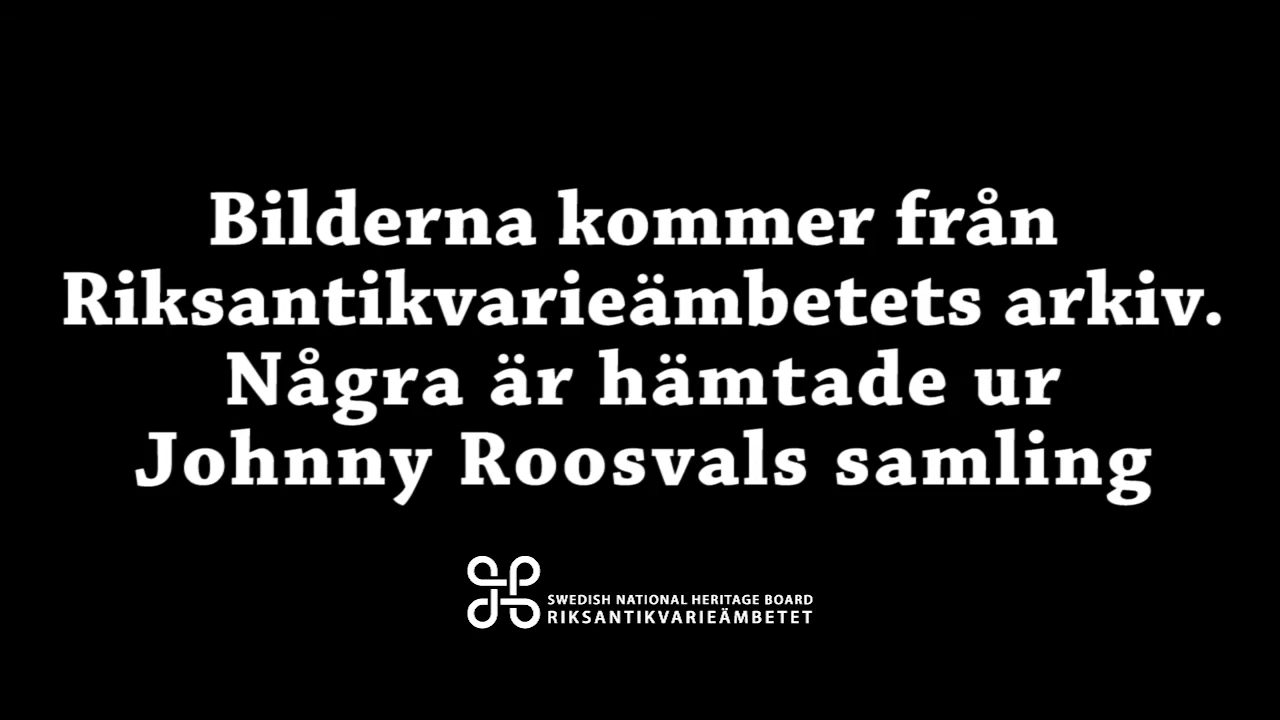 Bilderna kommer från
Riksantikvarieämbetets arkiv.
Några är hämtade ur
Johnny Roosvals samling
SWEDISH NATIONAL HERITAGE BOARD
RIKSANTIKVARIEÄMBETET